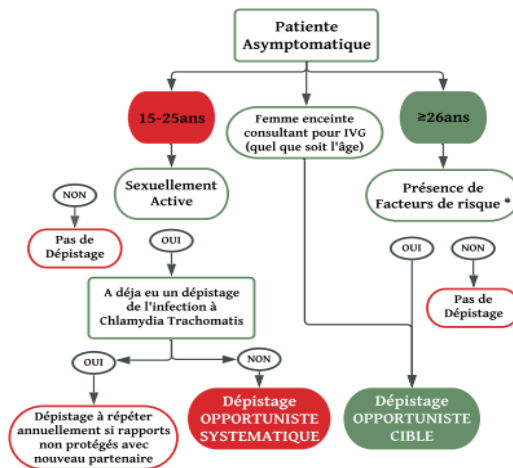 Patiente
Asymptomatique
15-25ans
Femme enceinte
consultant pour IVG
(quel que soit l'âge)
≥26ans
Sexuellement
Active
Présence de
Facteurs de risque *
NON
Pas de
Dépistage
OUI
OUI
NON
Pas de
Dépistage
A déja eu un dépistage
de l'infection à
Chlamydia Trachomatis
OUI
NON
Dépistage à répéter
annuellement si rapports
non protégés avec
nouveau partenaire
Dépistage
OPPORTUNISTE
SYSTEMATIQUE
Dépistage
OPPORTUNISTE
CIBLE